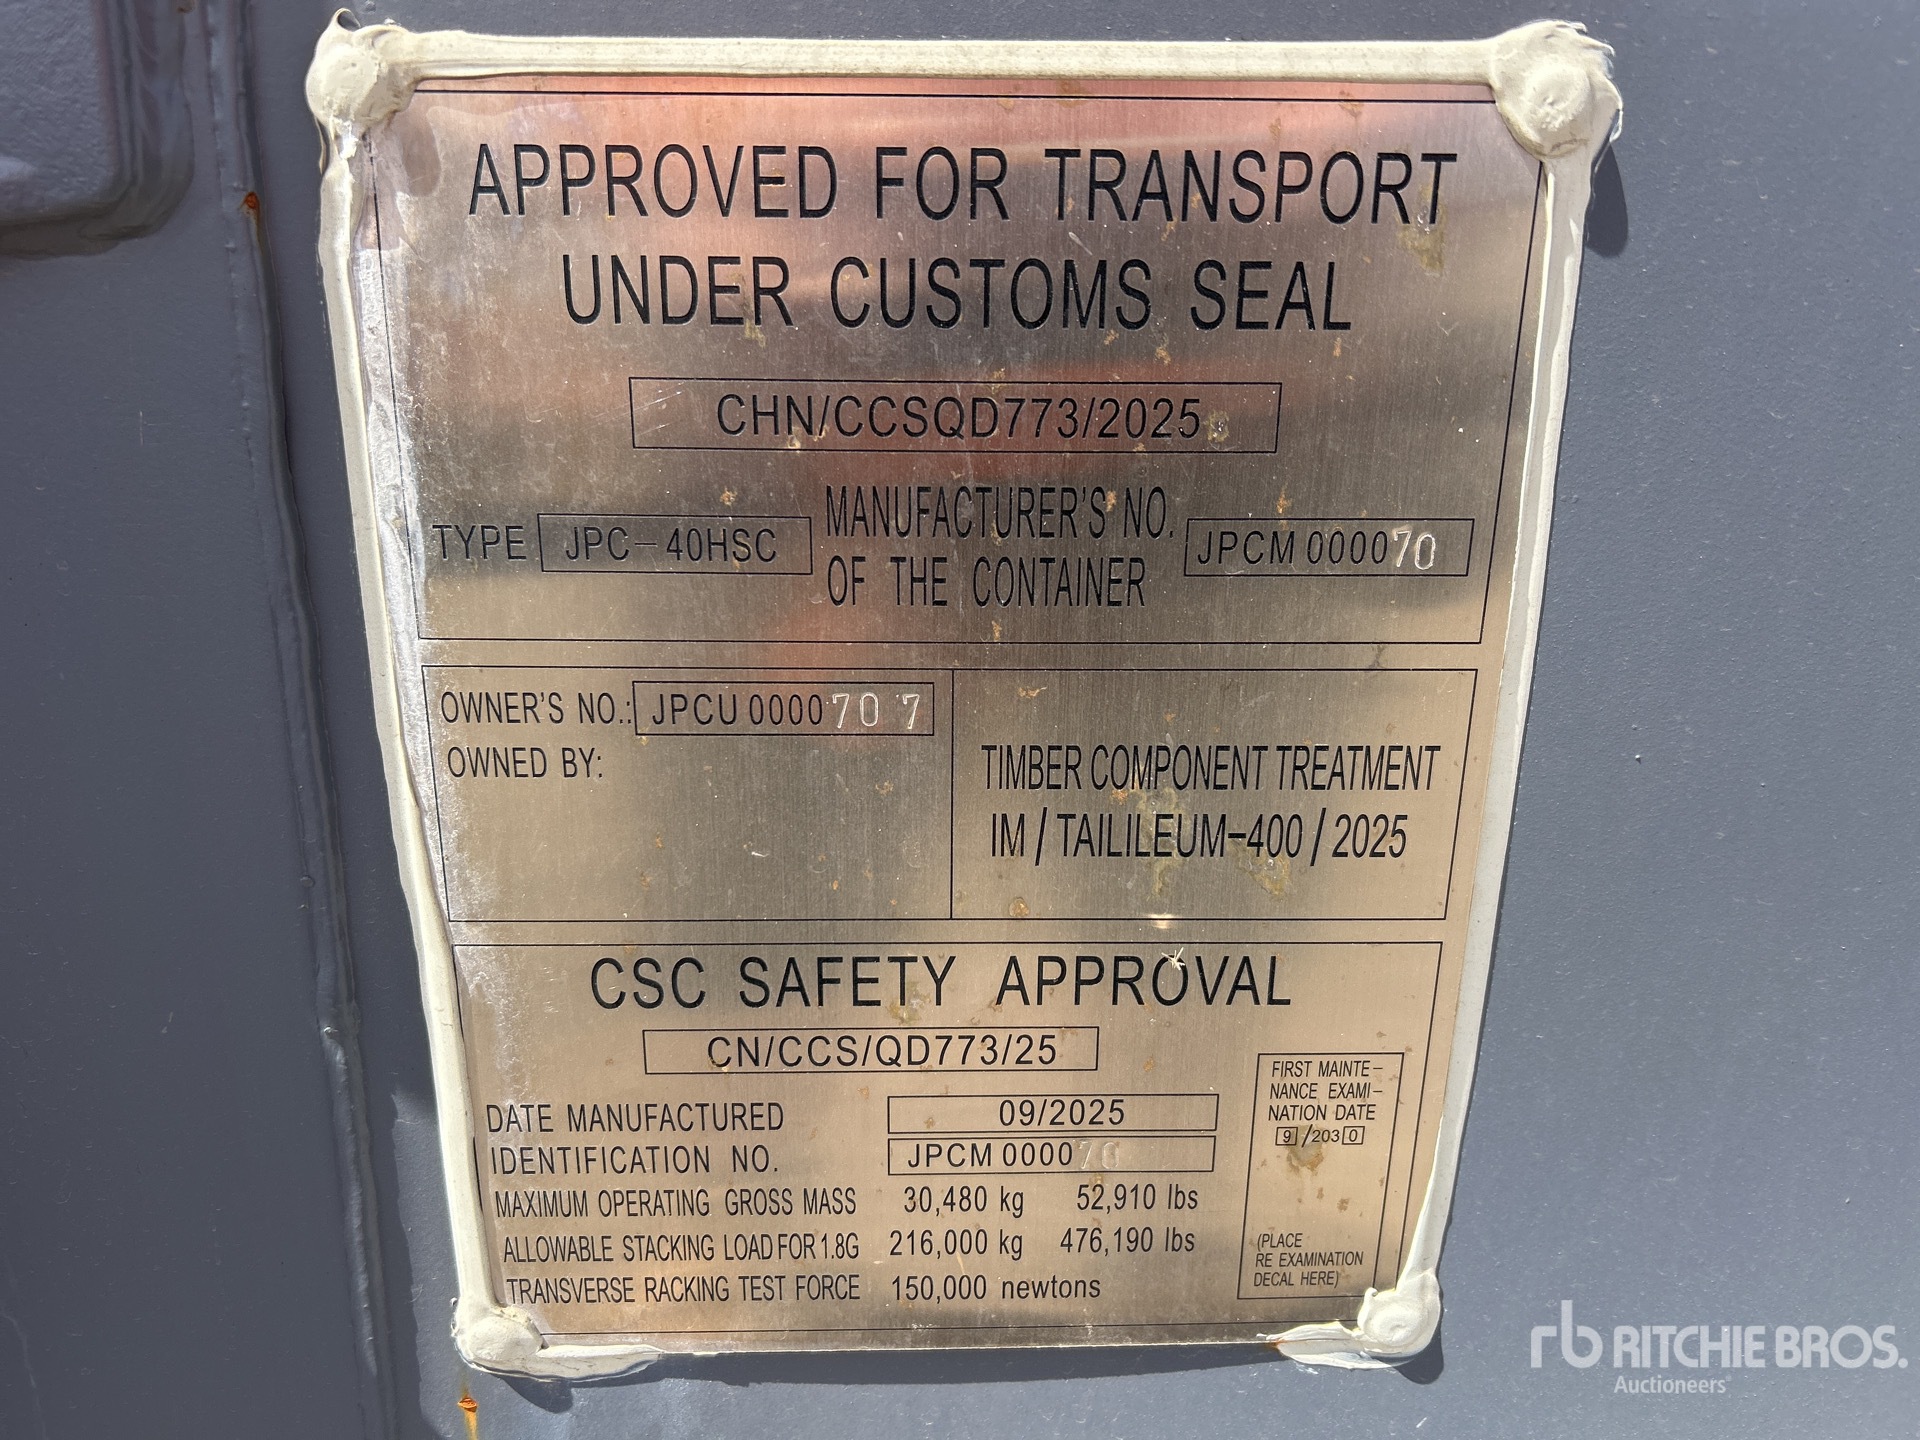 APPROVED FOR TRANSPORT
UNDER CUSTOMS SEAL
CHN/CCSQD773/2025
TYPE JPC-40HSC MANUFACTURER'S NO. OF THE CONTAINER JPCM 000070
OWNER'S NO.: JPCU 0000707
OWNED BY:
TIMBER COMPONENT TREATMENT
IM / TAILILEUM-400 / 2025
CSC SAFETY APPROVAL
CN/CCS/QD773/25
DATE MANUFACTURED 09/2025
IDENTIFICATION NO. JPCM 000070
MAXIMUM OPERATING GROSS MASS 30,480 kg 52,910 lbs
ALLOWABLE STACKING LOAD FOR 1.8G 216,000 kg 476,190 lbs
TRANSVERSE RACKING TEST FORCE 150,000 newtons
FIRST MAINTE-
NANCE EXAMI-
NATION DATE
9/2030
(PLACE
RE EXAMINATION
DECAL HERE)
rb RITCHIE BROS.
Auctioneers